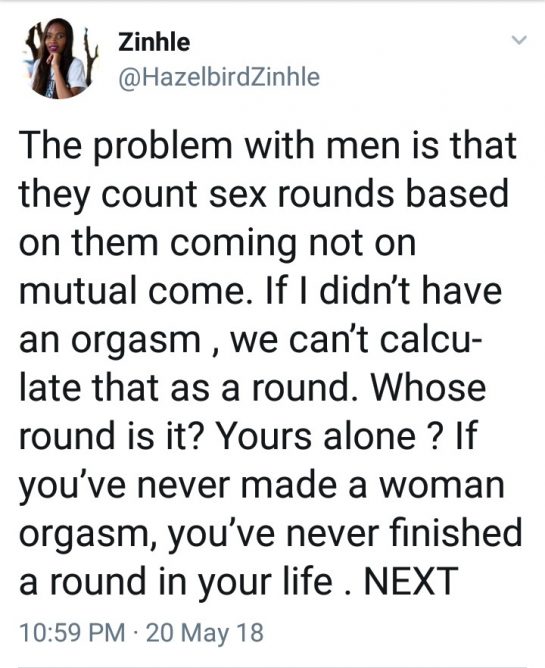 Zinhle
@HazelbirdZinhle
The problem with men is that
they count sex rounds based
on them coming not on
mutual come. If I didn’t have
an orgasm , we can’t calcu-
late that as a round. Whose
round is it? Yours alone ? If
you’ve never made a woman
orgasm, you’ve never finished
a round in your life . NEXT
10:59 PM · 20 May 18